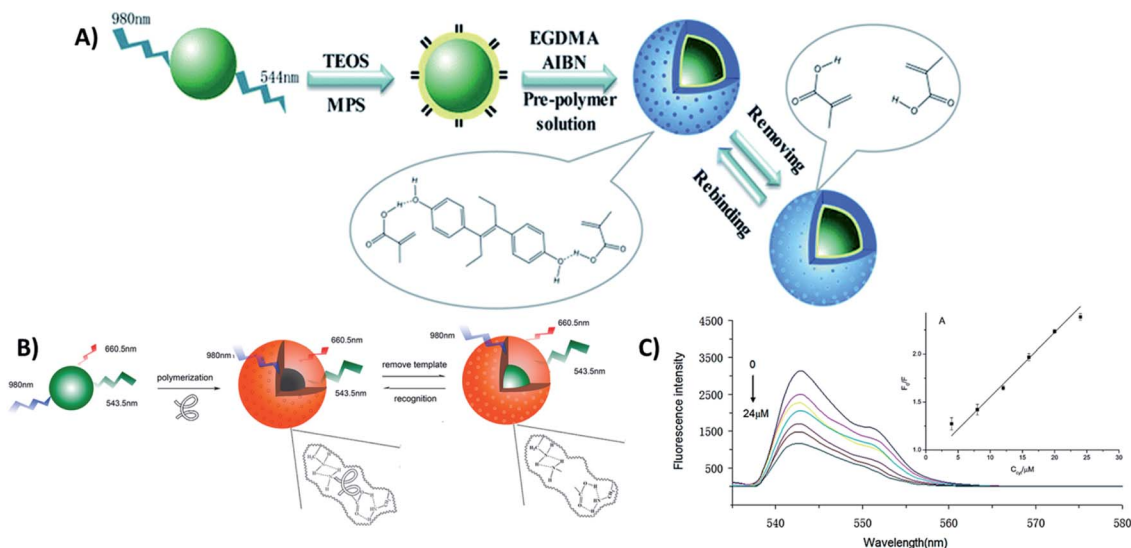 A)
980nm
544nm
TEOS
MPS
EGDMA
AIBN
Pre-polymer
solution
Removing
Rebinding
B)
980nm
660.5nm
543.5nm
polymerization
980nm
660.5nm
543.5nm
remove template
recognition
980nm
660.5nm
543.5nm
C)
Fluorescence intensity
4500
3500
2500
1500
500
0
24μM
540
550
560
570
580
Wavelength(nm)
A
F₀/F
2.0
1.5
1.0
0
5
10
15
20
25
30